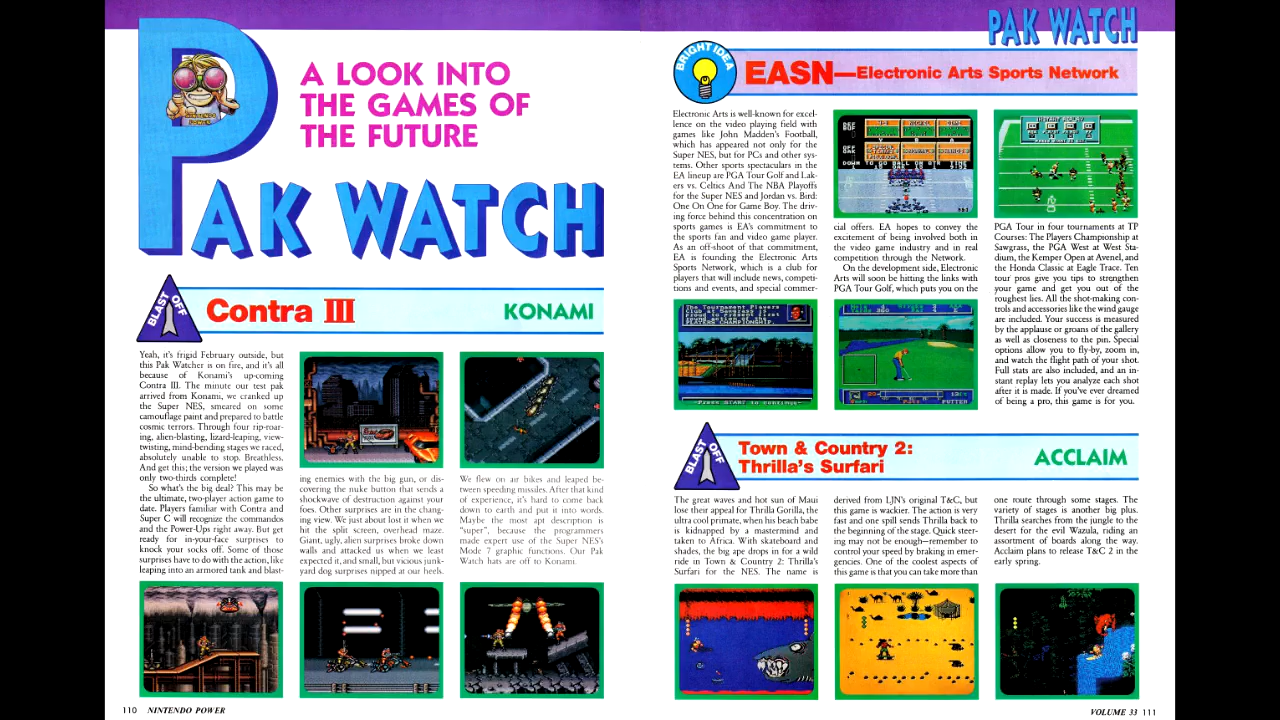 PAK WATCH
A LOOK INTO
THE GAMES OF
THE FUTURE
BLAST OFF
Contra III
KONAMI
Yeah, it's frigid February outside, but
this Pak Watcher is on fire, and it's all
because of Konami's up-coming
Contra III. The minute our test pak
arrived from Konami, we cranked up
the Super NES, smeared on some
camouflage paint and prepared to battle
cosmic terrors. Through four rip-roar-
ing, alien-blasting, lizard-leaping, view-
twisting, mind-bending stages we raced,
absolutely unable to stop. Breathless.
And get this; the version we played was
only two-thirds complete!
So what's the big deal? This may be
the ultimate, two-player action game to
date. Players familiar with Contra and
Super C will recognize the commands
and the Power-Ups right away. But get
ready for in-your-face surprises to
knock your socks off. Some of those
surprises have to do with the action, like
leaping into an armored tank and blast-
ing enemies with the big gun, or dis-
covering the nuke button that sends a
shockwave of destruction against your
foes. Other surprises are in the chang-
ing view. We just about lost it when we
hit the split screen, overhead maze.
Giant, ugly, alien surprises broke down
walls and attacked us when we least
expected it, and small, but vicious junk-
yard dog surprises nipped at our heels.
We flew on air bikes and leaped be-
tween speeding missiles. After that kind
of experience, it's hard to come back
down to earth and put it into words.
Maybe the most apt description is
"super", because the programmers
made expert use of the Super NES's
Mode 7 graphic functions. Our Pak
Watch hats are off to Konami.
110 NINTENDO POWER
PAK WATCH
BRIGHT IDEA
EASN—Electronic Arts Sports Network
Electronic Arts is well-known for excel-
lence on the video playing field with
games like John Madden's Football,
which has appeared not only for the
Super NES, but for PCs and other sys-
tems. Other sports spectaculars in the
EA lineup are PGA Tour Golf and Lak-
ers vs. Celtics And The NBA Playoffs
for the Super NES and Jordan vs. Bird:
One On One for Game Boy. The driv-
ing force behind this concentration on
sports games is EA's commitment to
the sports fan and video game player.
As an off-shoot of that commitment,
EA is founding the Electronic Arts
Sports Network, which is a club for
players that will include news, competi-
tions and events, and special commer-
cial offers. EA hopes to convey the
excitement of being involved both in
the video game industry and in real
competition through the Network.
On the development side, Electronic
Arts will soon be hitting the links with
PGA Tour Golf, which puts you on the
PGA Tour in four tournaments at TP
Courses: The Players Championship at
Sawgrass, the PGA West at West Sta-
dium, the Kemper Open at Avenel, and
the Honda Classic at Eagle Trace. Ten
tour pros give you tips to strengthen
your game and get you out of the
roughest lies. All the shot-making con-
trols and accessories like the wind gauge
are included. Your success is measured
by the applause or groans of the gallery
as well as closeness to the pin. Special
options allow you to fly-by, zoom in,
and watch the flight path of your shot.
Full stats are also included, and an in-
stant replay lets you analyze each shot
after it is made. If you've ever dreamed
of being a pro, this game is for you.
The Tournament Players
Club at Sawgrass is
PLAYERS CHAMPIONSHIP.
Press START to continue
BLAST OFF
Town & Country 2:
Thrilla's Surfari
ACCLAIM
The great waves and hot sun of Maui
lose their appeal for Thrilla Gorilla, the
ultra cool primate, when his beach babe
is kidnapped by a mastermind and
taken to Africa. With skateboard and
shades, the big ape drops in for a wild
ride in Town & Country 2: Thrilla's
Surfari for the NES. The name is
derived from LJN's original T&C, but
this game is wackier. The action is very
fast and one spill sends Thrilla back to
the beginning of the stage. Quick steer-
ing may not be enough—remember to
control your speed by braking in emer-
gencies. One of the coolest aspects of
this game is that you can take more than
one route through some stages. The
variety of stages is another big plus.
Thrilla searches from the jungle to the
desert for the evil Wazula, riding an
assortment of boards along the way.
Acclaim plans to release T&C 2 in the
early spring.
VOLUME 33 111